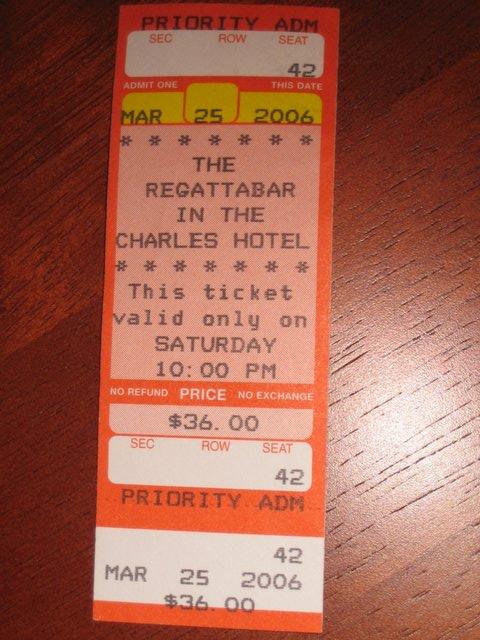 PRIORITY ADM
SEC ROW SEAT
42
ADMIT ONE THIS DATE
MAR 25 2006
* * * * * * *
THE
REGATTABAR
IN THE
CHARLES HOTEL
* * * * * * *
This ticket
valid only on
SATURDAY
10:00 PM
NO REFUND PRICE NO EXCHANGE
$36.00
SEC ROW SEAT
42
PRIORITY ADM
42
MAR 25 2006
$36.00